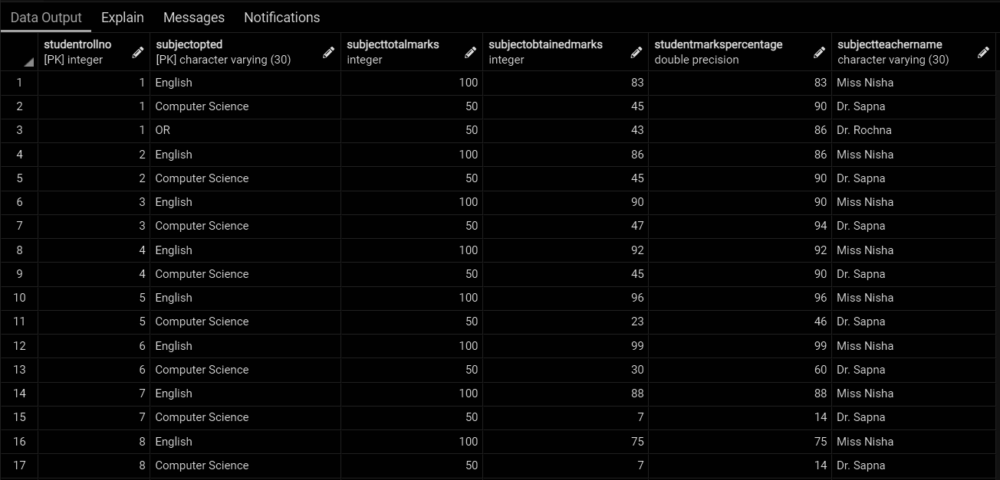 Data Output Explain Messages Notifications
studentrollno subjectopted subjecttotalmarks subjectobtainedmarks studentmarkspercentage subjectteachername
[PK] integer [PK] character varying (30) integer integer double precision character varying (30)
1 1 English 100 83 83 Miss Nisha
2 1 Computer Science 50 45 90 Dr. Sapna
3 1 OR 50 43 86 Dr. Rochna
4 2 English 100 86 86 Miss Nisha
5 2 Computer Science 50 45 90 Dr. Sapna
6 3 English 100 90 90 Miss Nisha
7 3 Computer Science 50 47 94 Dr. Sapna
8 4 English 100 92 92 Miss Nisha
9 4 Computer Science 50 45 90 Dr. Sapna
10 5 English 100 96 96 Miss Nisha
11 5 Computer Science 50 23 46 Dr. Sapna
12 6 English 100 99 99 Miss Nisha
13 6 Computer Science 50 30 60 Dr. Sapna
14 7 English 100 88 88 Miss Nisha
15 7 Computer Science 50 7 14 Dr. Sapna
16 8 English 100 75 75 Miss Nisha
17 8 Computer Science 50 7 14 Dr. Sapna